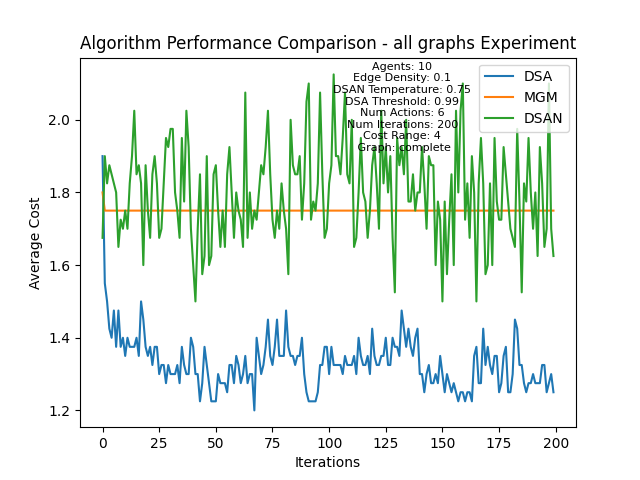 Algorithm Performance Comparison - all graphs Experiment
Agents: 10
Edge Density: 0.1
DSAN Temperature: 0.75
DSA Threshold: 0.99
Num Actions: 6
Num Iterations: 200
Cost Range: 4
Graph: complete
DSA
MGM
DSAN
Average Cost
2.0
1.8
1.6
1.4
1.2
0 25 50 75 100 125 150 175 200
Iterations